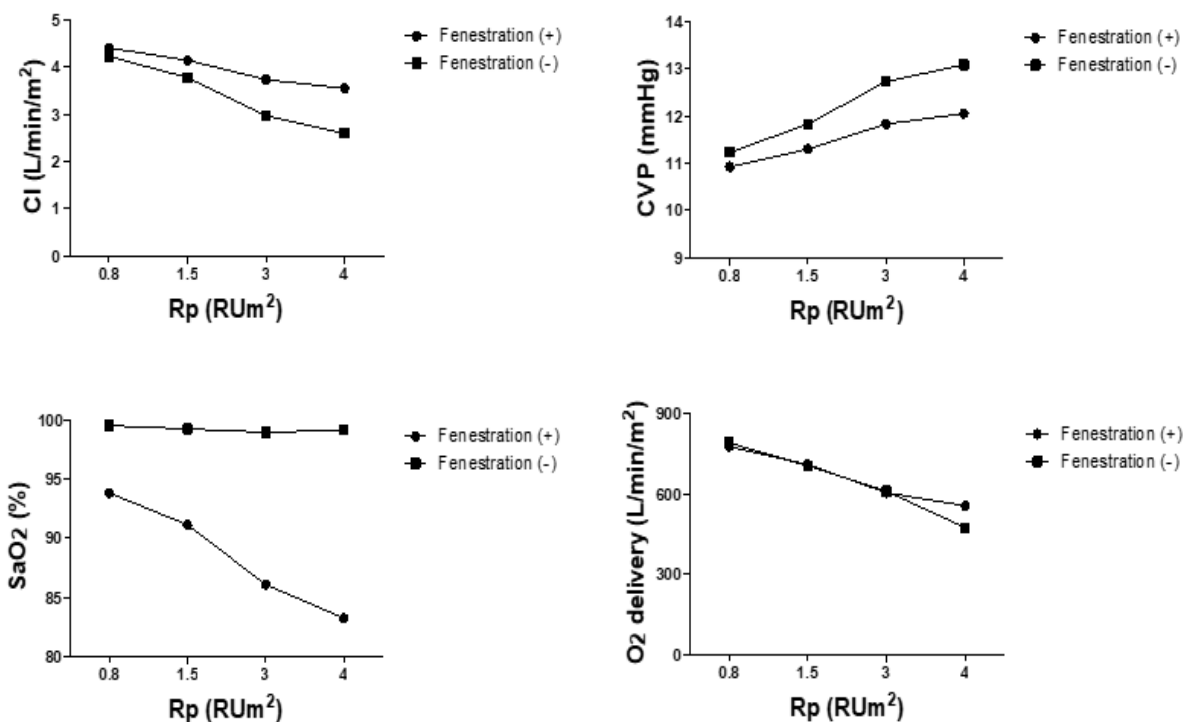 CI (L/min/m²)
5
4
3
2
1
0
0.8 1.5 3 4
Rp (RUm²)
Fenestration (+)
Fenestration (-)
CVP (mmHg)
14
13
12
11
10
9
0.8 1.5 3 4
Rp (RUm²)
Fenestration (+)
Fenestration (-)
SaO2 (%)
100
95
90
85
80
0.8 1.5 3 4
Rp (RUm²)
Fenestration (+)
Fenestration (-)
O2 delivery (L/min/m²)
900
600
300
0
0.8 1.5 3 4
Rp (RUm²)
Fenestration (+)
Fenestration (-)